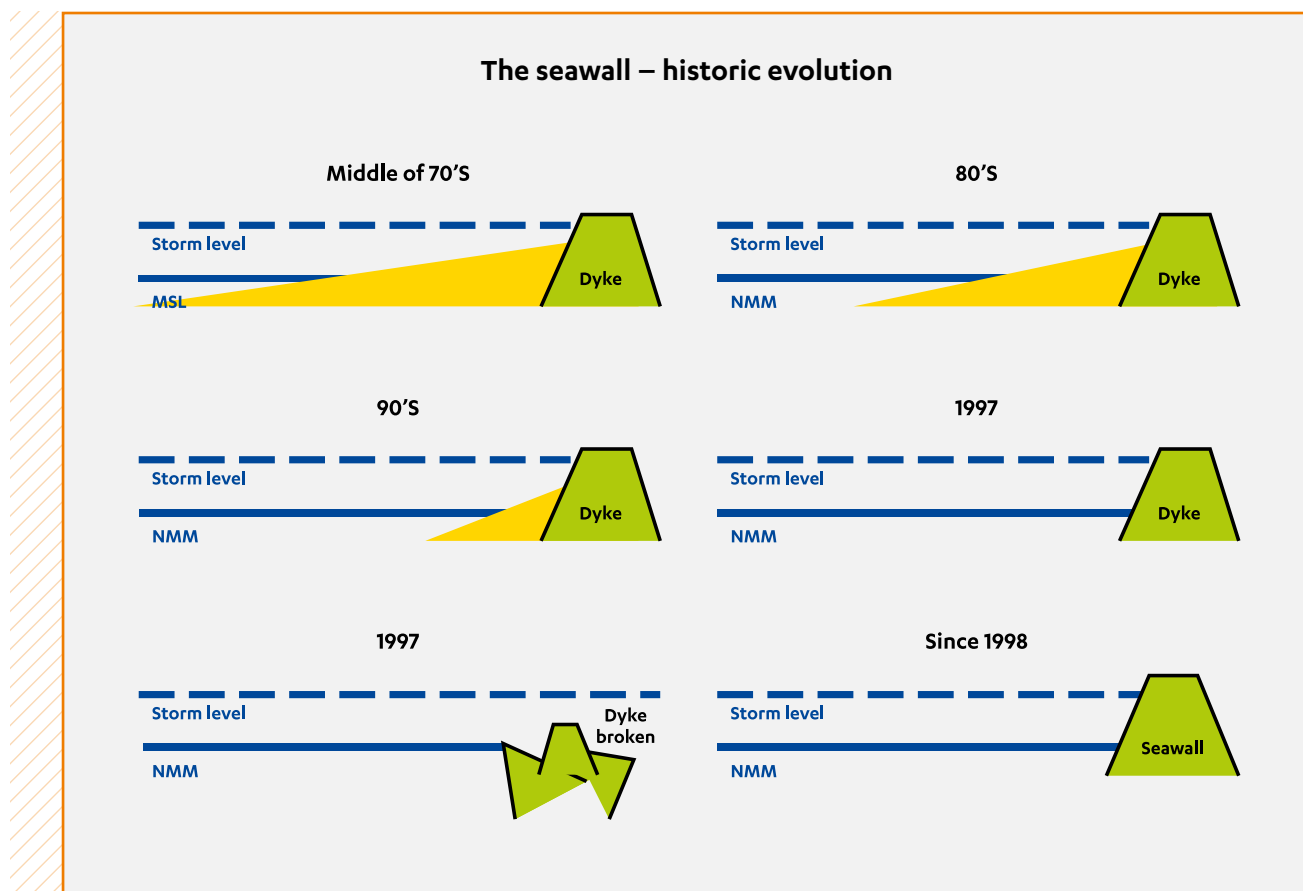 The seawall – historic evolution
Middle of 70'S
Storm level
MSL
Dyke
80'S
Storm level
NMM
Dyke
90'S
Storm level
NMM
Dyke
1997
Storm level
NMM
Dyke
1997
Storm level
NMM
Dyke
broken
Since 1998
Storm level
NMM
Seawall